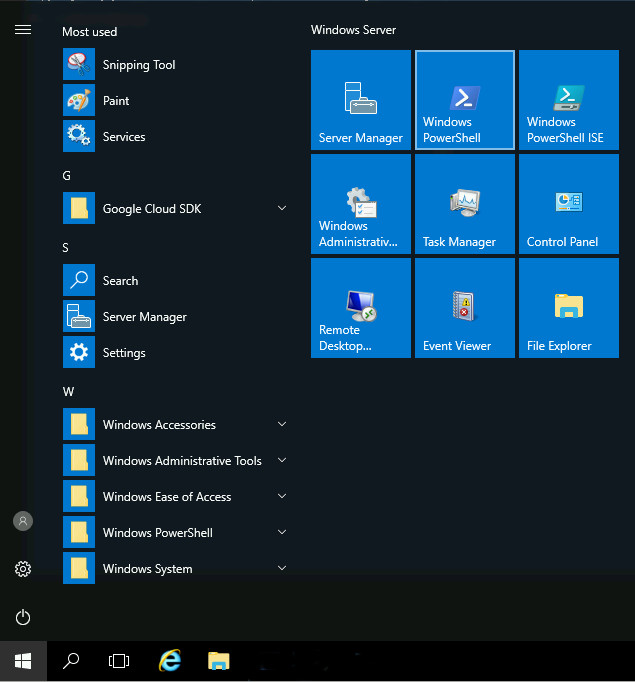 Most used
Snipping Tool
Paint
Services
G
Google Cloud SDK
S
Search
Server Manager
Settings
W
Windows Accessories
Windows Administrative Tools
Windows Ease of Access
Windows PowerShell
Windows System
Windows Server
Server Manager
Windows
PowerShell
Windows
PowerShell ISE
Windows
Administrativ...
Task Manager
Control Panel
Remote
Desktop...
Event Viewer
File Explorer